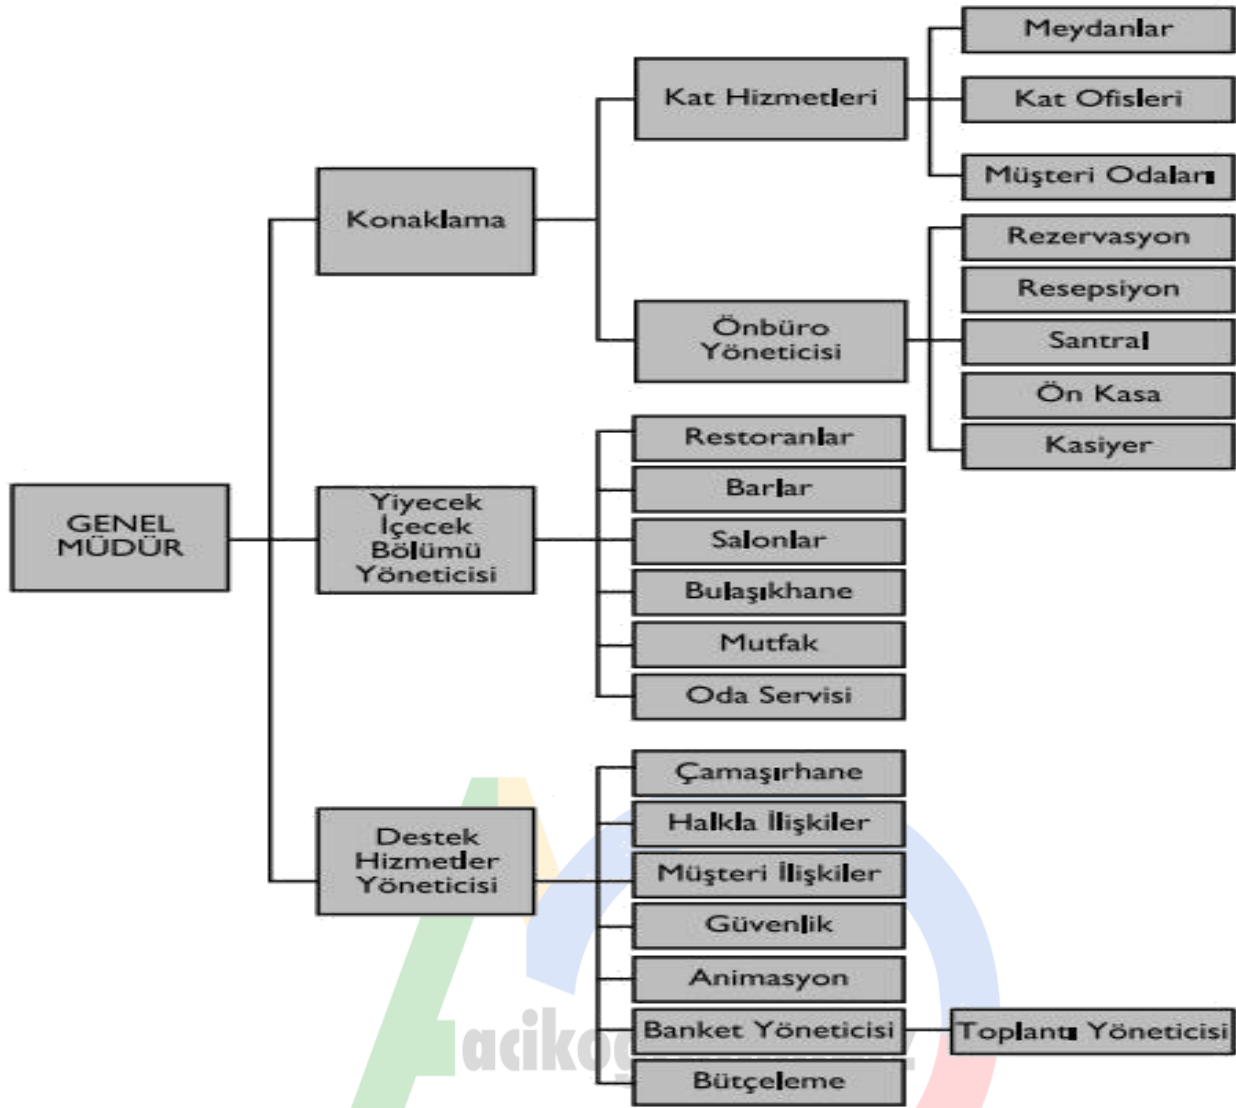 Meydanlar
Kat Hizmetleri
Kat Ofisleri
Müşteri Odaları
Konaklama
Rezervasyon
Resepsiyon
Önbüro
Yöneticisi
Santral
Ön Kasa
Kasiyer
GENEL
MÜDÜR
Yiyecek
İçecek
Bölümü
Yöneticisi
Restoranlar
Barlar
Salonlar
Bulaşıkhane
Mutfak
Oda Servisi
Destek
Hizmetler
Yöneticisi
Çamaşırhane
Halkla İlişkiler
Müşteri İlişkiler
Güvenlik
Animasyon
Banket Yöneticisi
Toplantı Yöneticisi
Bütçeleme